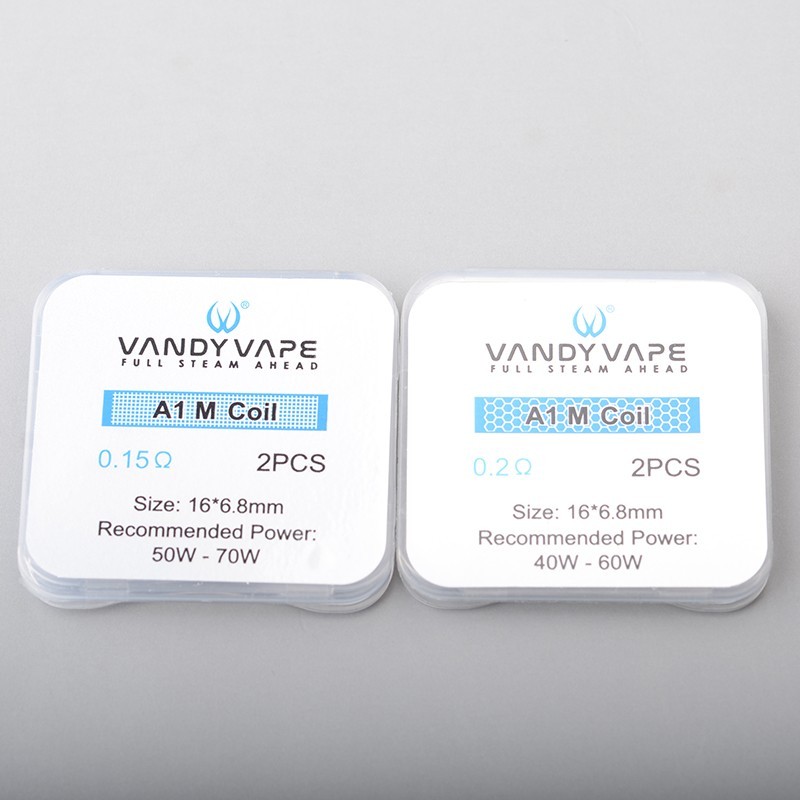 ®
VANDY VAPE
FULL STEAM AHEAD
A1 M Coil
0.15Ω 2PCS
Size: 16*6.8mm
Recommended Power:
50W - 70W
®
VANDY VAPE
FULL STEAM AHEAD
A1 M Coil
0.2Ω 2PCS
Size: 16*6.8mm
Recommended Power:
40W - 60W